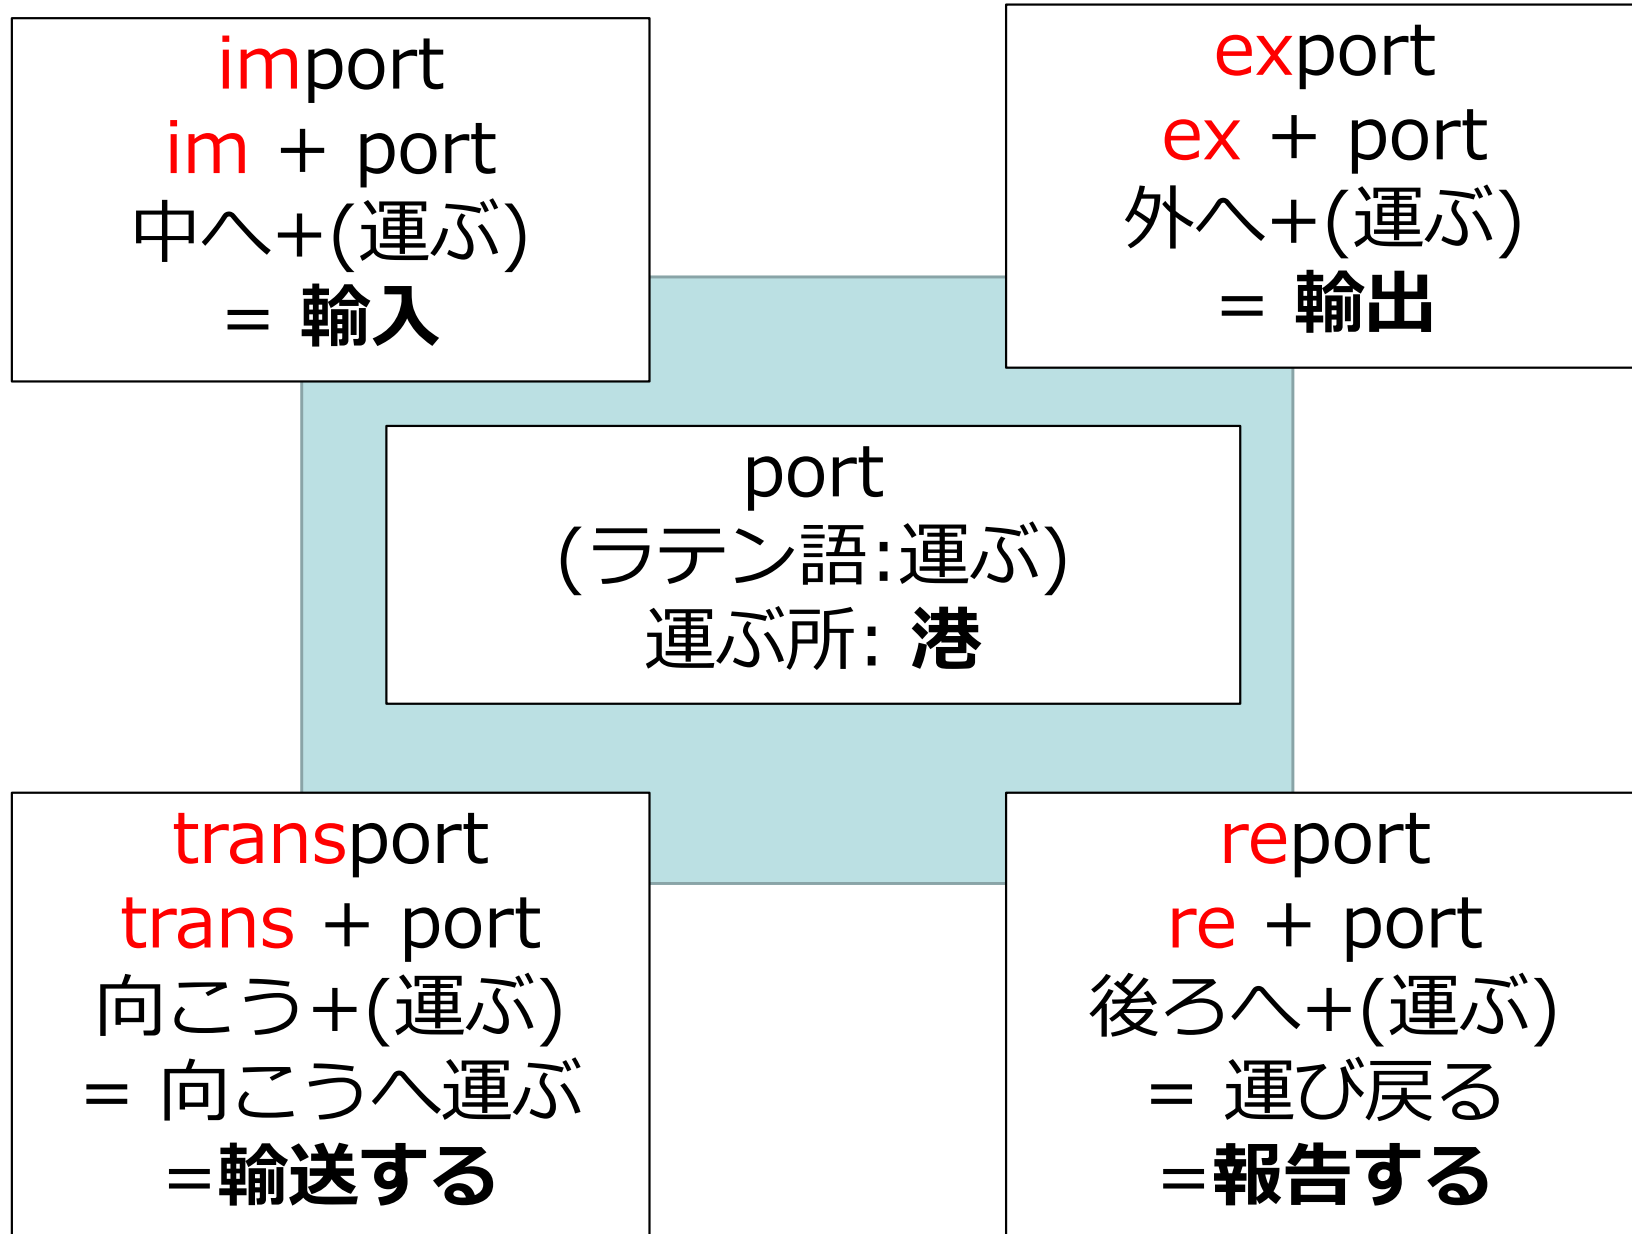 import
im + port
中へ+(運ぶ)
= 輸入
export
ex + port
外へ+(運ぶ)
= 輸出
port
(ラテン語:運ぶ)
運ぶ所: 港
transport
trans + port
向こう+(運ぶ)
= 向こうへ運ぶ
=輸送する
report
re + port
後ろへ+(運ぶ)
= 運び戻る
=報告する